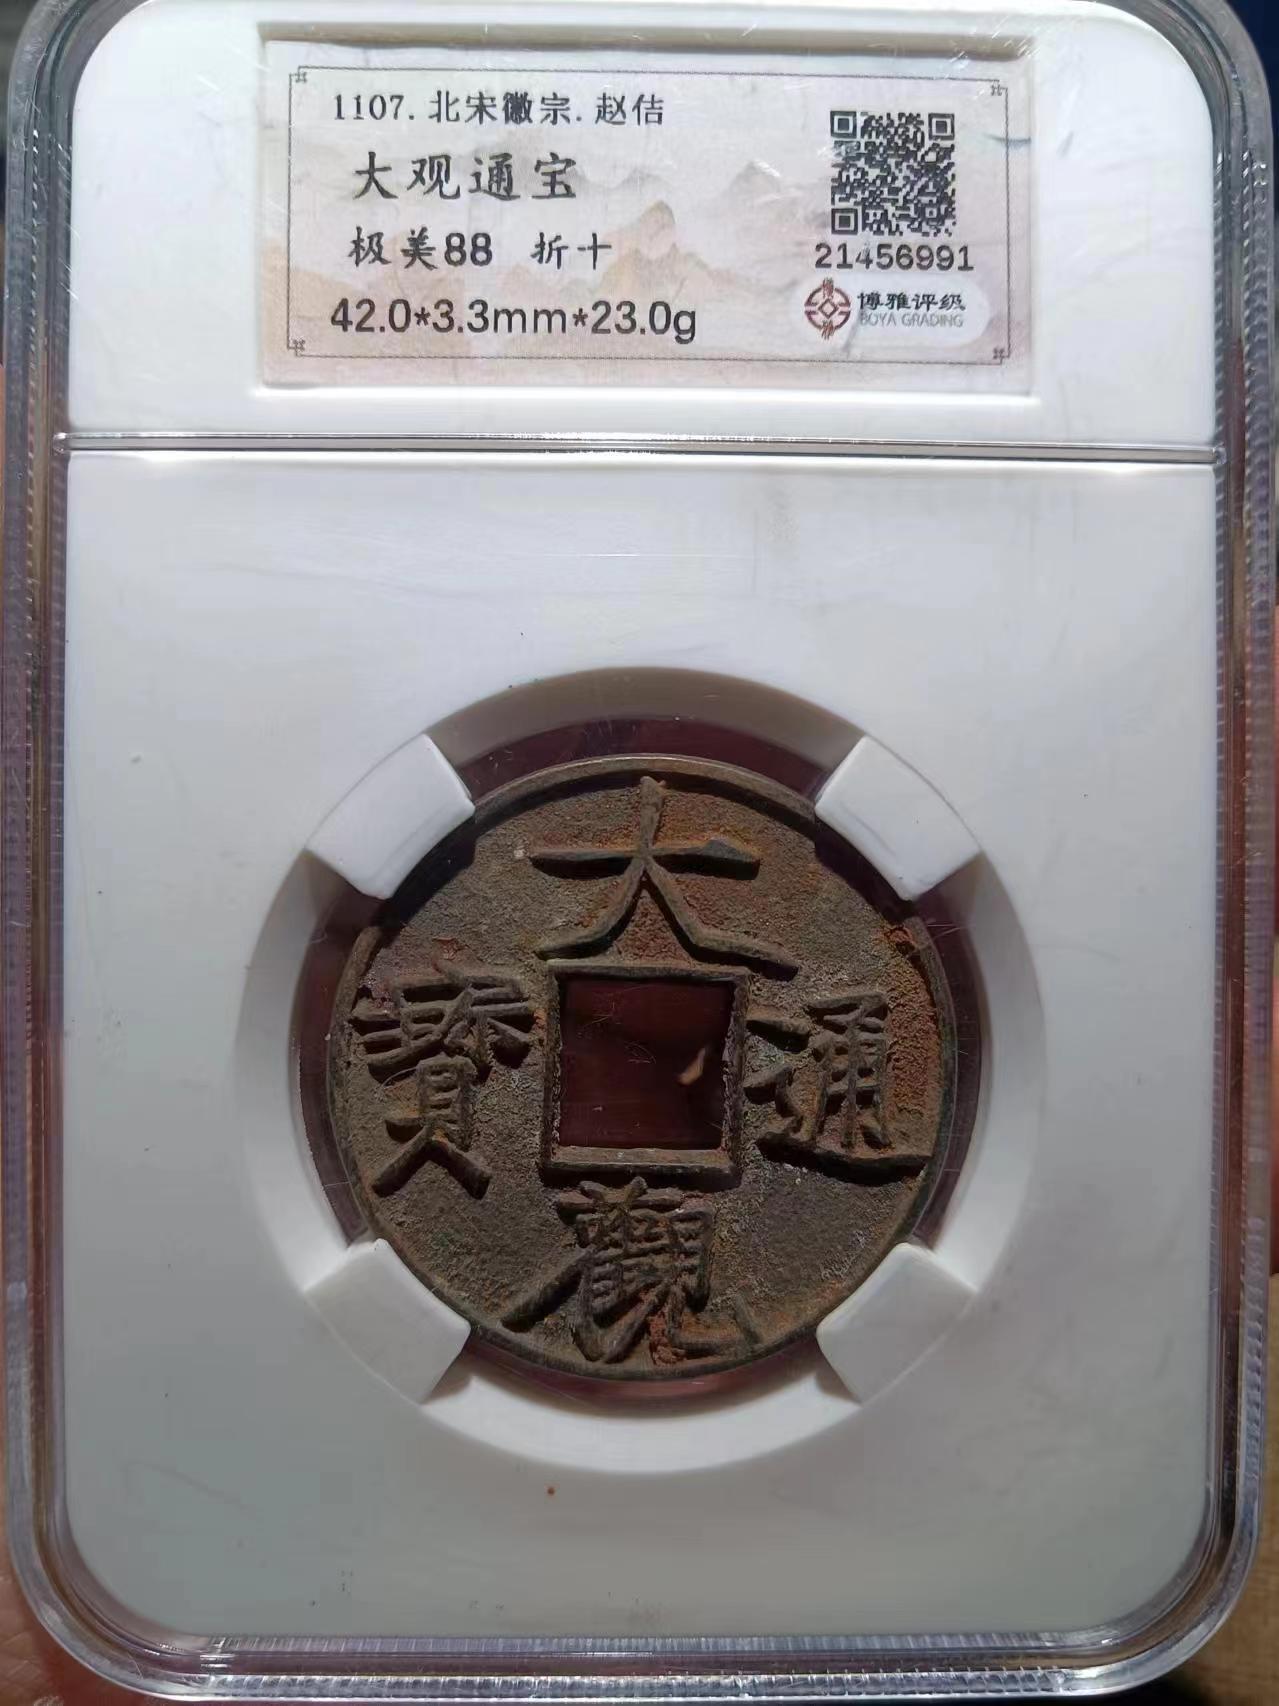 1107.北宋徽宗.赵佶
大观通宝
极美88 折十
42.0*3.3mm*23.0g
21456991
博雅评级
BOYA GRADING
大觀通寶